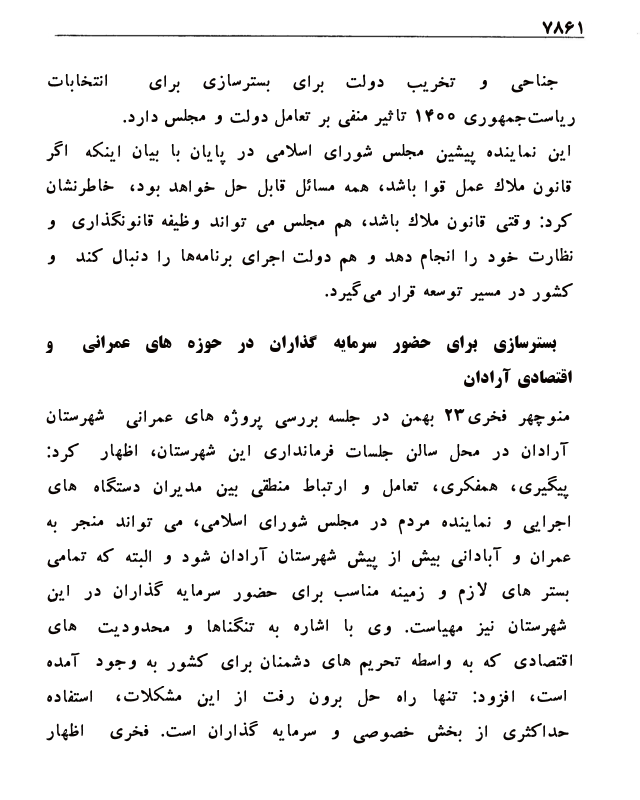 ۷۸۶۱
جناحی و تخریب دولت برای بسترسازی برای انتخابات
ریاست‌جمهوری ۱۴۰۰ تاثیر منفی بر تعامل دولت و مجلس دارد.
این نماینده پیشین مجلس شورای اسلامی در پایان با بیان اینکه اگر
قانون ملاك عمل قوا باشد، همه مسائل قابل حل خواهد بود، خاطرنشان
کرد: وقتی قانون ملاك باشد، هم مجلس می تواند وظیفه قانونگذاری و
نظارت خود را انجام دهد و هم دولت اجرای برنامه‌ها را دنبال کند و
کشور در مسیر توسعه قرار می‌گیرد.
بسترسازی برای حضور سرمایه گذاران در حوزه های عمرانی و
اقتصادی آرادان
منوچهر فخری۲۳ بهمن در جلسه بررسی پروژه های عمرانی شهرستان
آرادان در محل سالن جلسات فرمانداری این شهرستان، اظهار کرد:
پیگیری، همفکری، تعامل و ارتباط منطقی بین مدیران دستگاه های
اجرایی و نماینده مردم در مجلس شورای اسلامی، می تواند منجر به
عمران و آبادانی بیش از پیش شهرستان آرادان شود و البته که تمامی
بستر های لازم و زمینه مناسب برای حضور سرمایه گذاران در این
شهرستان نیز مهیاست. وی با اشاره به تنگناها و محدودیت های
اقتصادی که به واسطه تحریم های دشمنان برای کشور به وجود آمده
است، افزود: تنها راه حل برون رفت از این مشکلات، استفاده
حداکثری از بخش خصوصی و سرمایه گذاران است. فخری اظهار